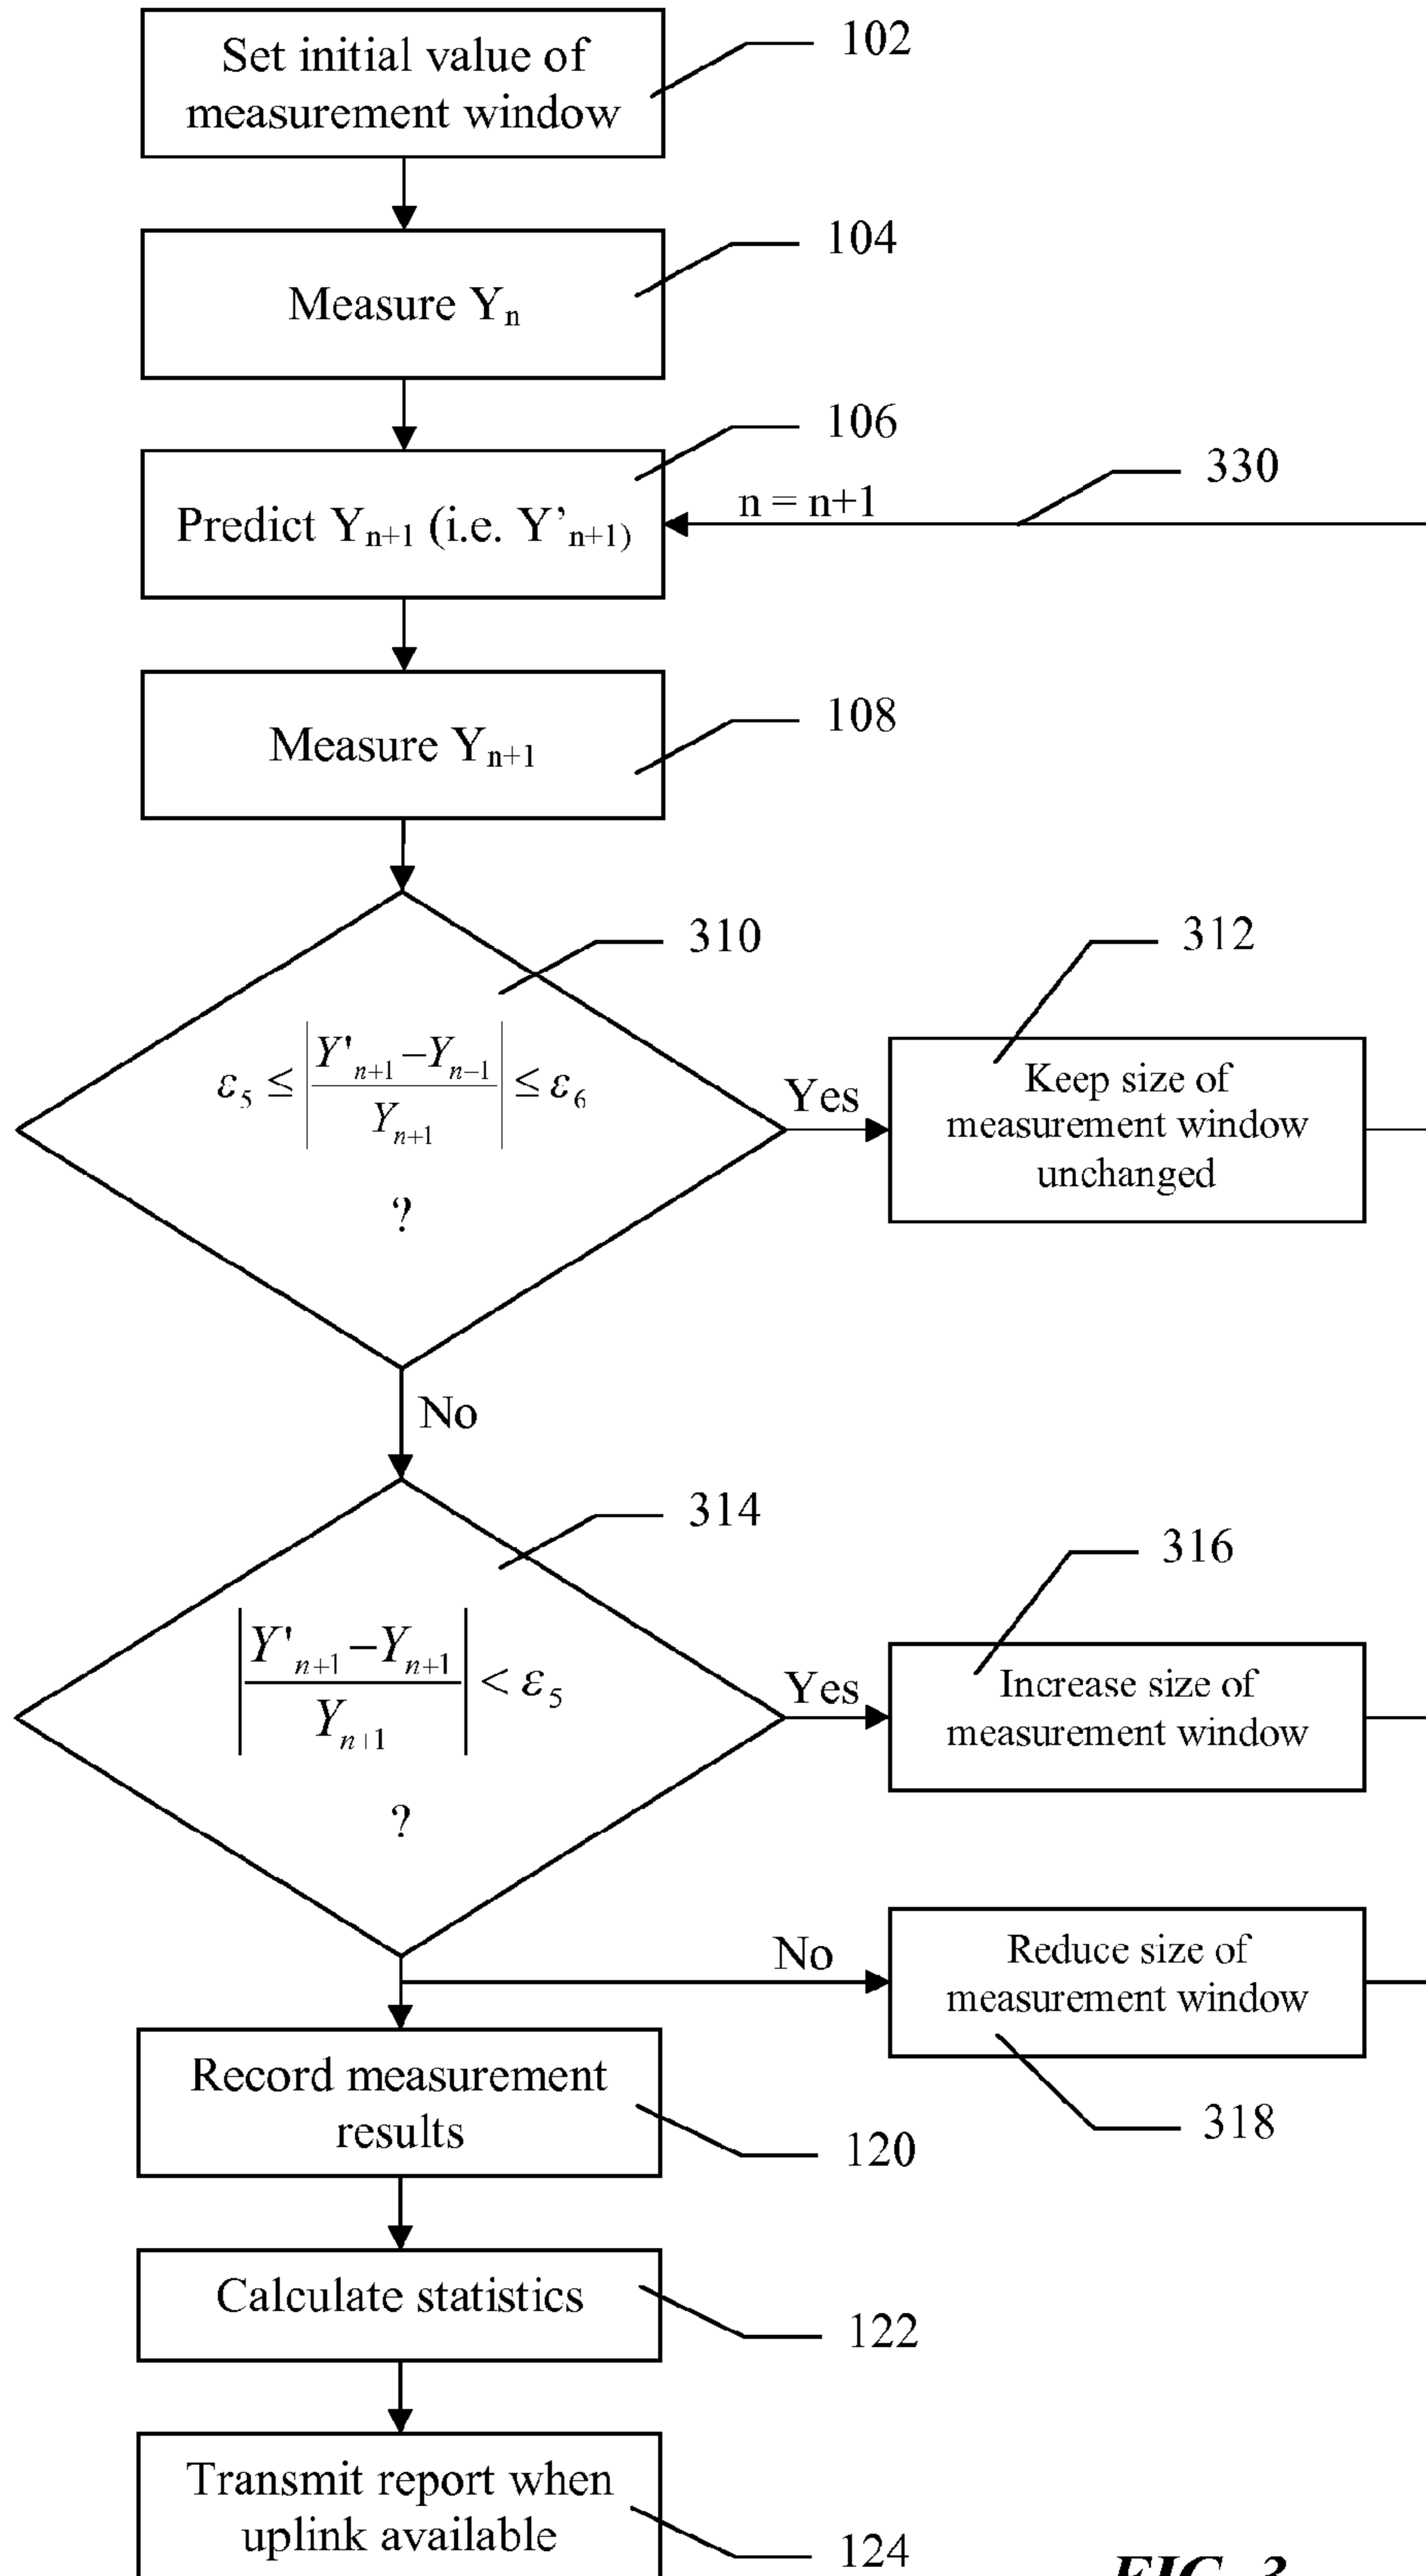 Set initial value of
measurement window
102
Measure Yn
104
106
Predict Yn+1 (i.e. Y’n+1)
n = n+1
330
Measure Yn+1
108
310
ε5 ≤ |Y'n+1 – Yn–1 / Yn+1| ≤ ε6
?
Yes
312
Keep size of
measurement window
unchanged
No
314
|Y'n+1 – Yn+1 / Yn+1| < ε5
?
Yes
316
Increase size of
measurement window
No
Reduce size of
measurement window
318
Record measurement
results
120
Calculate statistics
122
Transmit report when
uplink available
124
FIG. 3